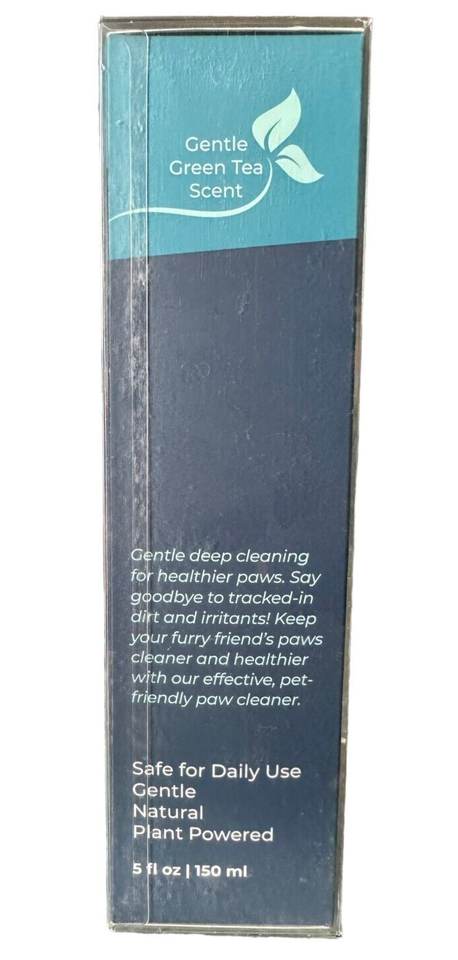 Gentle
Green Tea
Scent
Gentle deep cleaning
for healthier paws. Say
goodbye to tracked-in
dirt and irritants! Keep
your furry friend's paws
cleaner and healthier
with our effective, pet-
friendly paw cleaner.
Safe for Daily Use
Gentle
Natural
Plant Powered
5 fl oz | 150 ml